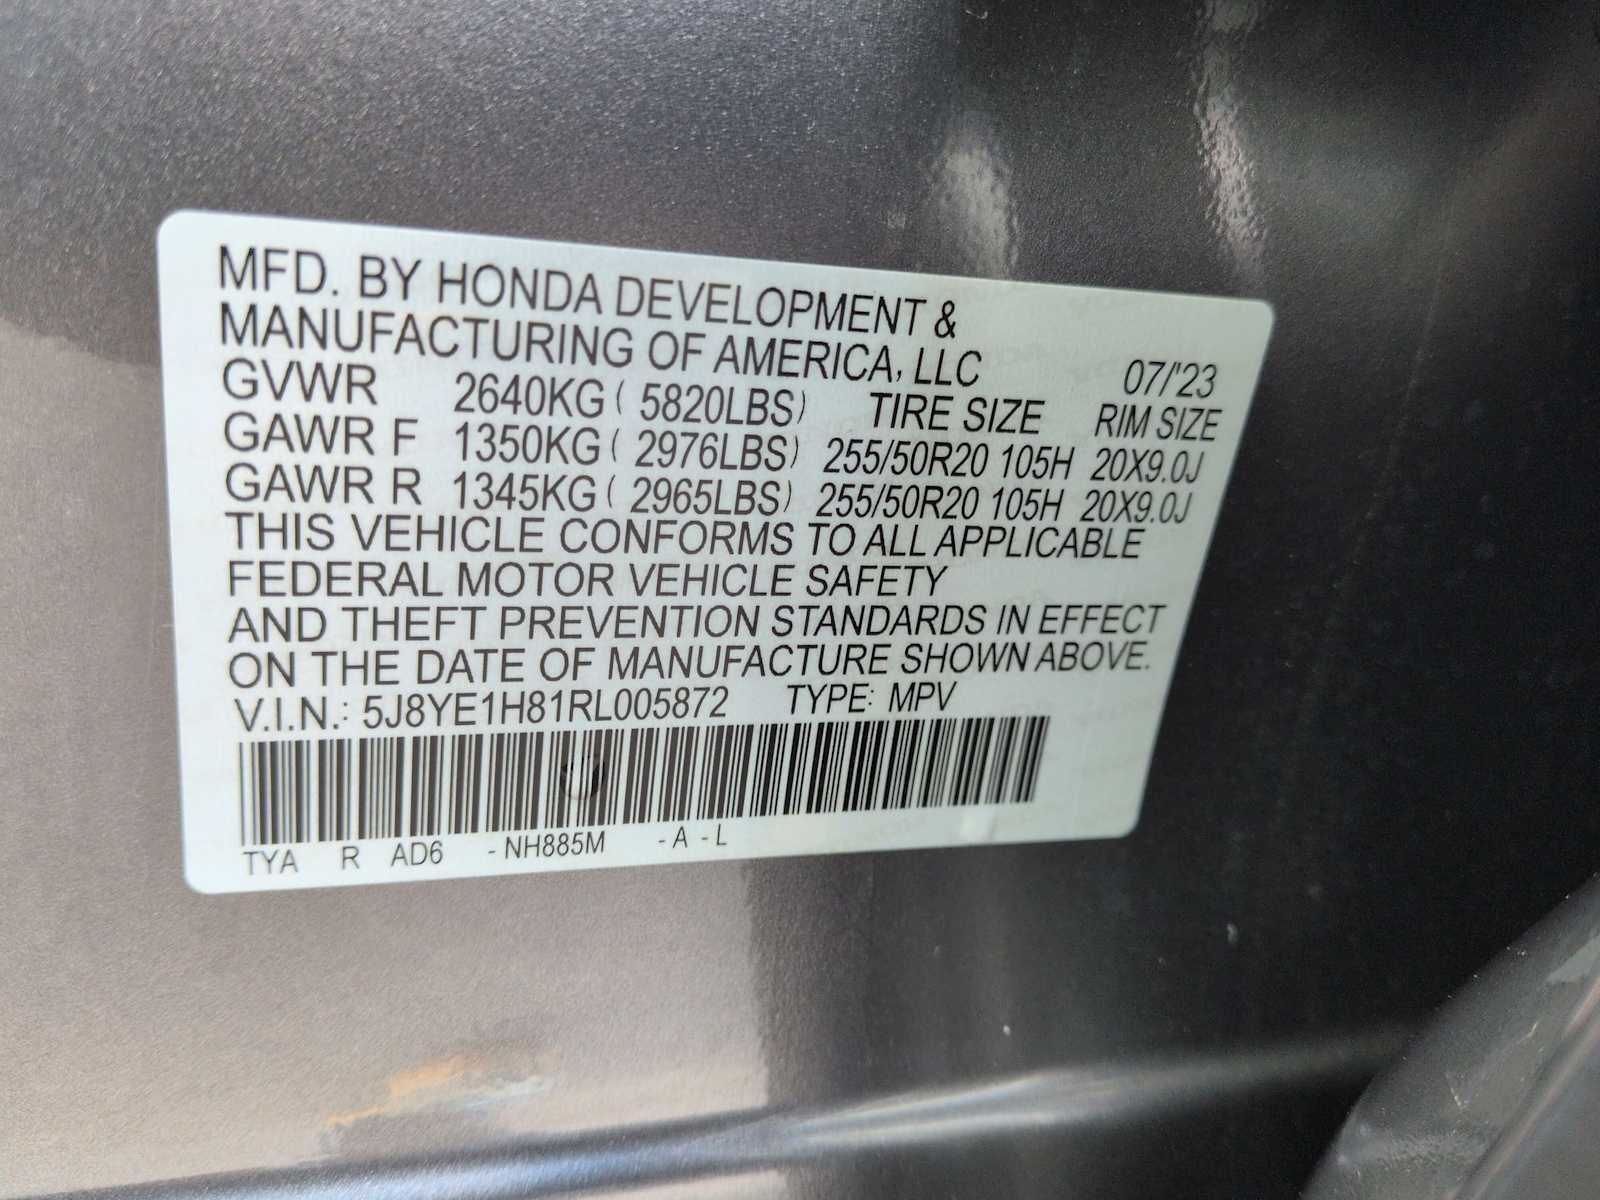 MFD. BY HONDA DEVELOPMENT &
MANUFACTURING OF AMERICA, LLC 07/'23
GVWR 2640KG ( 5820LBS) TIRE SIZE RIM SIZE
GAWR F 1350KG ( 2976LBS) 255/50R20 105H 20X9.0J
GAWR R 1345KG ( 2965LBS) 255/50R20 105H 20X9.0J
THIS VEHICLE CONFORMS TO ALL APPLICABLE
FEDERAL MOTOR VEHICLE SAFETY
AND THEFT PREVENTION STANDARDS IN EFFECT
ON THE DATE OF MANUFACTURE SHOWN ABOVE.
V.I.N.: 5J8YE1H81RL005872 TYPE: MPV
TYA R AD6 - NH885M - A - L